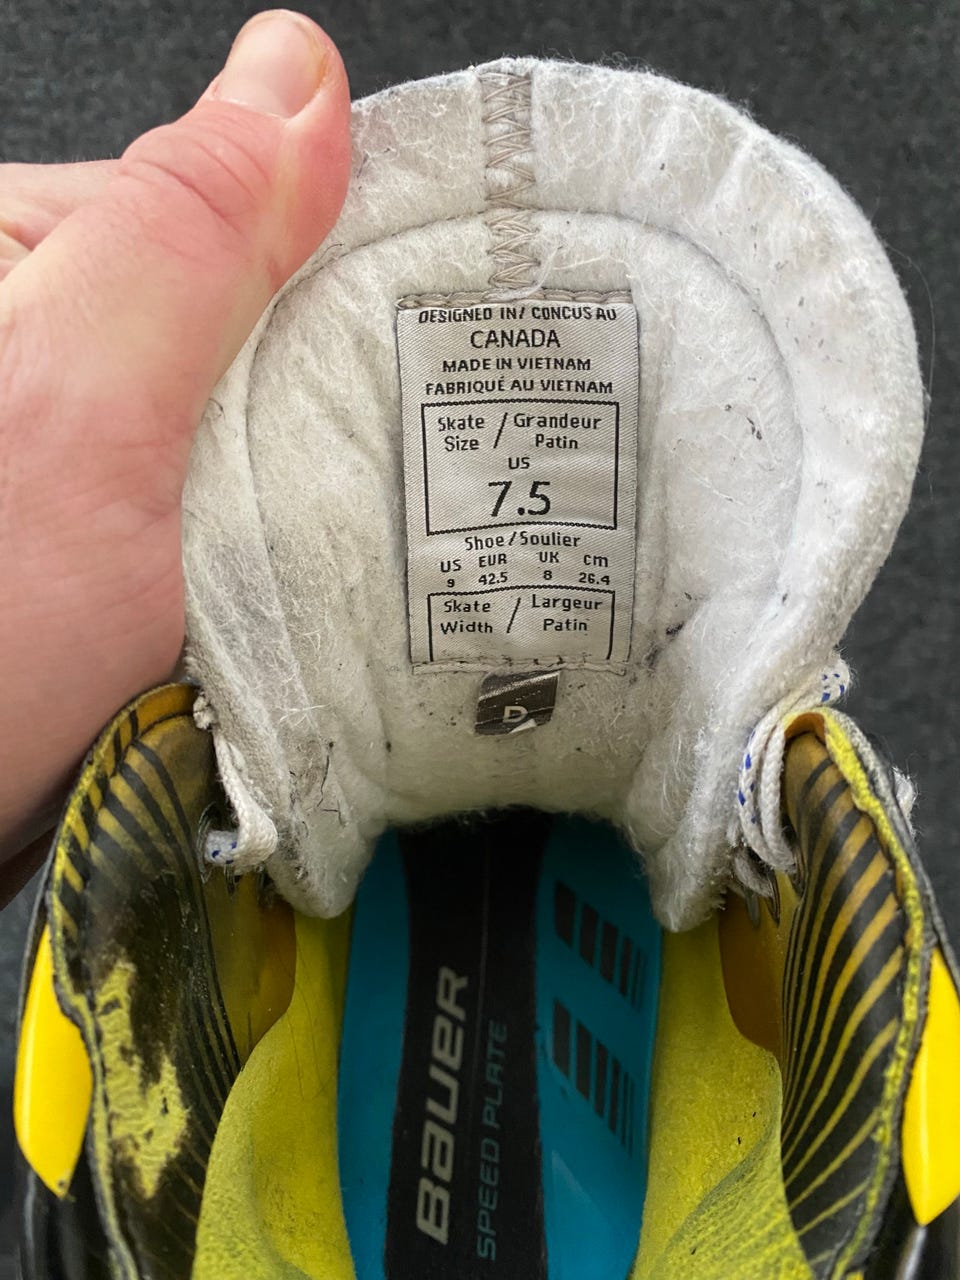 DESIGNED IN / CONCUS AU
CANADA
MADE IN VIETNAM
FABRIQUÉ AU VIETNAM
Skate / Grandeur
Size Patin
US
7.5
Shoe / Soulier
US EUR UK cm
9 42.5 8 26.4
Skate / Largeur
Width Patin
D
BAUER
SPEED PLATE